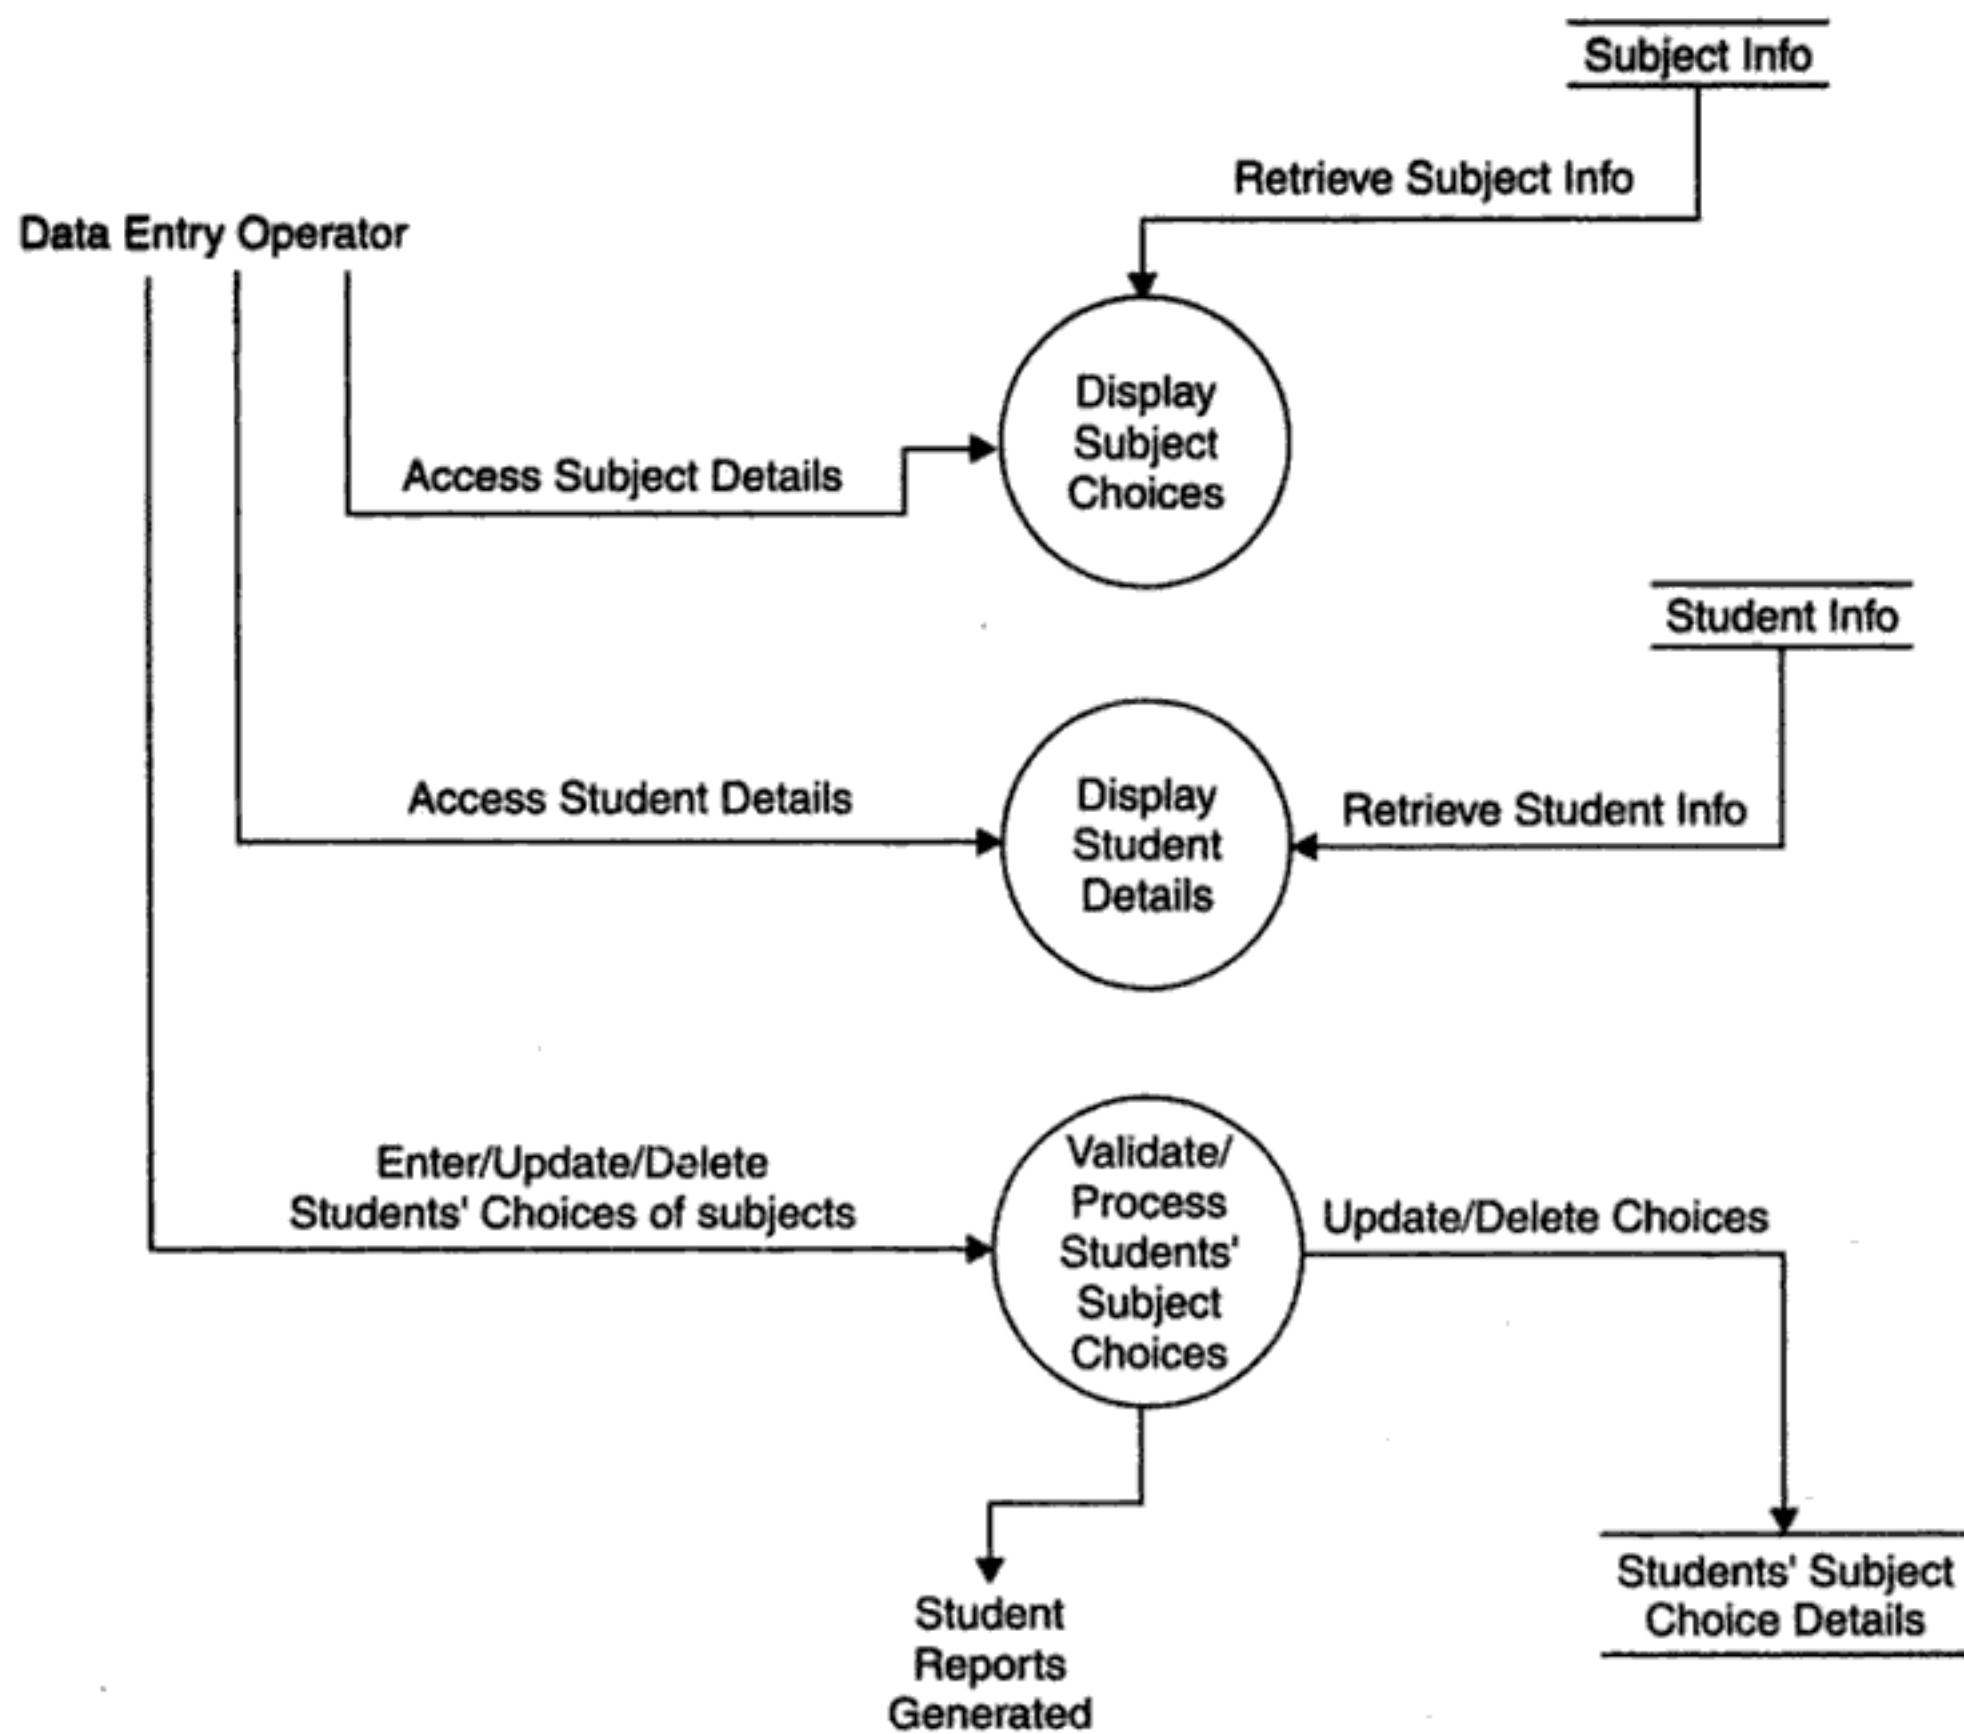 Subject Info
Retrieve Subject Info
Data Entry Operator
Display
Subject
Choices
Access Subject Details
Student Info
Access Student Details
Display
Student
Details
Retrieve Student Info
Enter/Update/Delete
Students' Choices of subjects
Validate/
Process
Students'
Subject
Choices
Update/Delete Choices
Students' Subject
Choice Details
Student
Reports
Generated